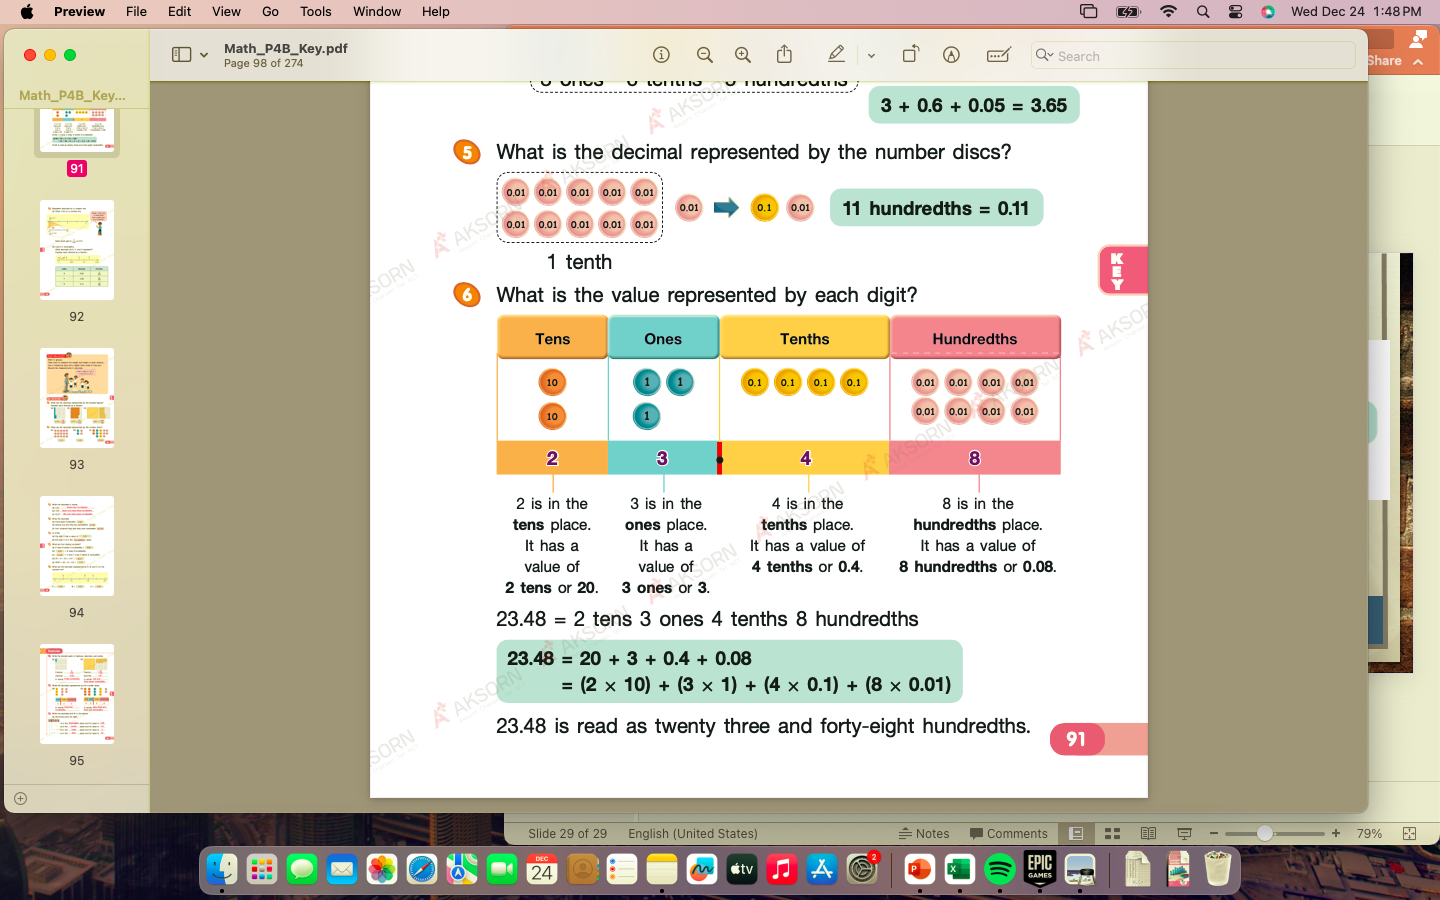 Preview File Edit View Go Tools Window Help
Wed Dec 24 1:48 PM
Math_P4B_Key.pdf
Page 98 of 274
Search
Share
Math_P4B_Key...
91
92
93
94
95
3 + 0.6 + 0.05 = 3.65
5 What is the decimal represented by the number discs?
0.01 0.01 0.01 0.01 0.01
0.01 0.01 0.01 0.01 0.01
0.01 0.1 0.01
11 hundredths = 0.11
1 tenth
KEY
6 What is the value represented by each digit?
Tens Ones Tenths Hundredths
10 1 1 0.1 0.1 0.1 0.1 0.01 0.01 0.01 0.01
10 1 0.01 0.01 0.01 0.01
2 3 . 4 8
2 is in the
tens place.
It has a
value of
2 tens or 20.
3 is in the
ones place.
It has a
value of
3 ones or 3.
4 is in the
tenths place.
It has a value of
4 tenths or 0.4.
8 is in the
hundredths place.
It has a value of
8 hundredths or 0.08.
23.48 = 2 tens 3 ones 4 tenths 8 hundredths
23.48 = 20 + 3 + 0.4 + 0.08
= (2 × 10) + (3 × 1) + (4 × 0.1) + (8 × 0.01)
23.48 is read as twenty three and forty-eight hundredths.
91
AKSORN
Slide 29 of 29 English (United States) Notes Comments 79%
DEC
24
tv
2
EPIC
GAMES